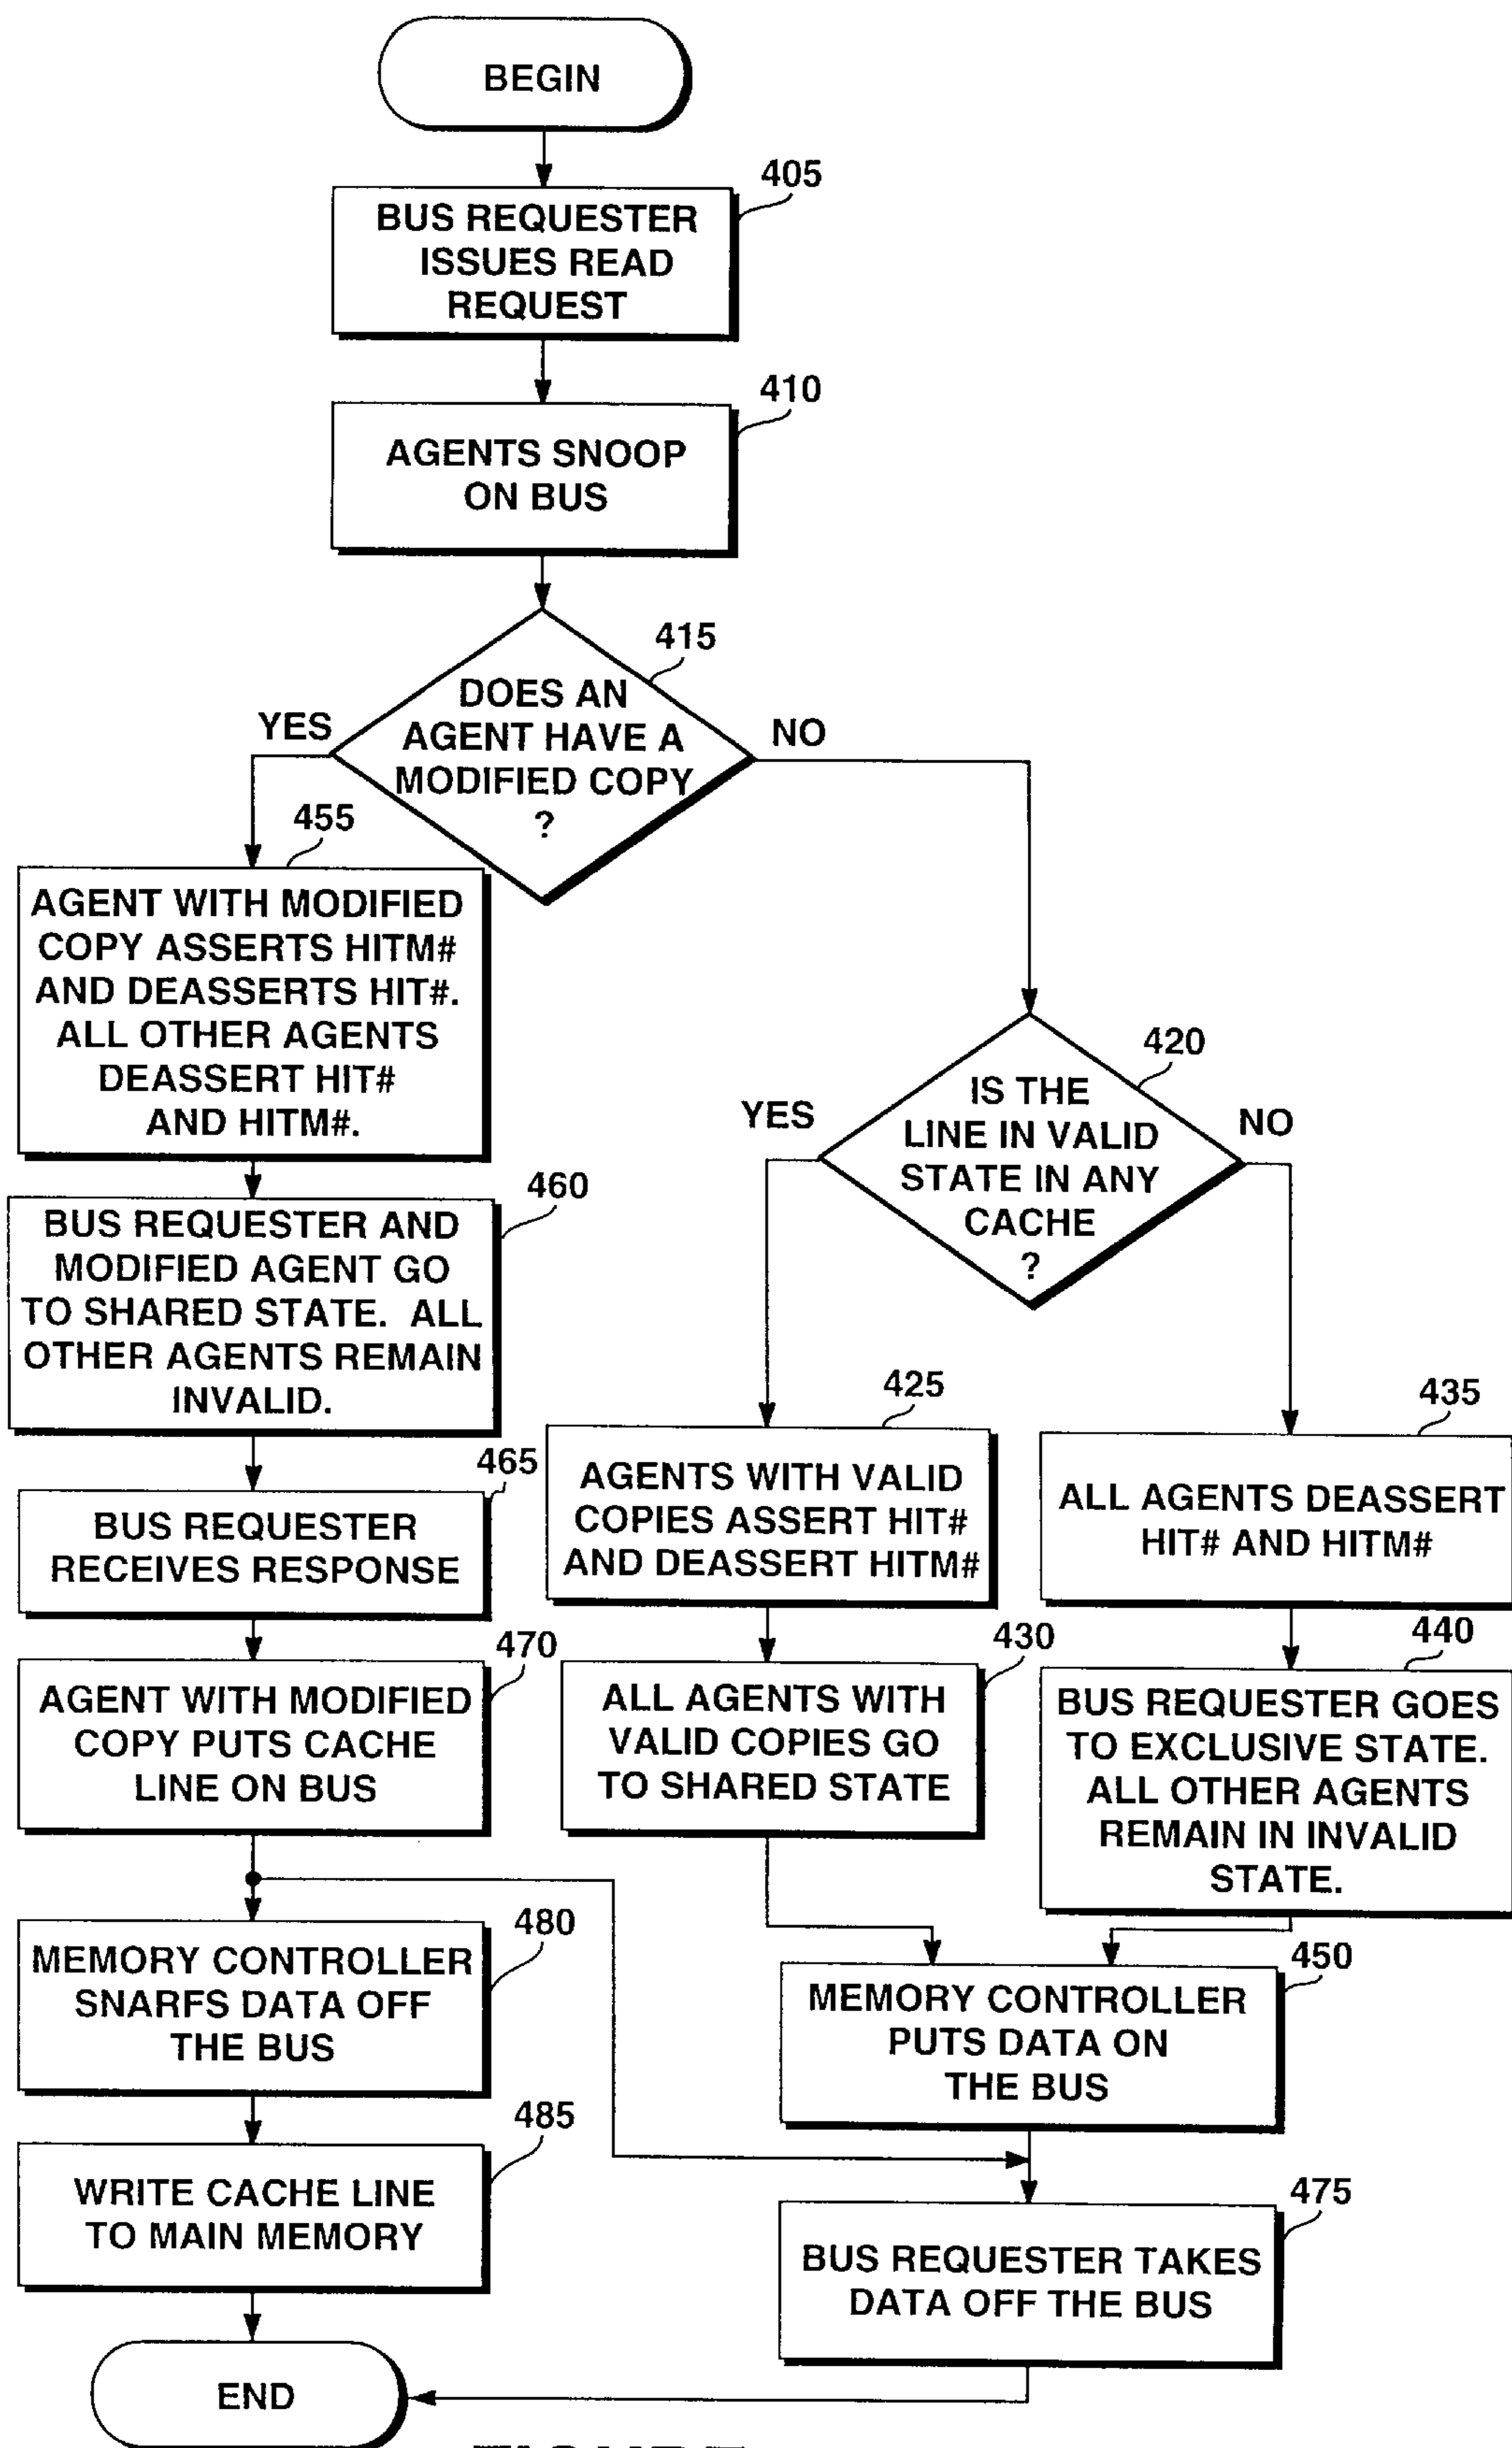 BEGIN
405
BUS REQUESTER
ISSUES READ
REQUEST
410
AGENTS SNOOP
ON BUS
415
DOES AN
AGENT HAVE A
MODIFIED COPY
?
YES
NO
455
AGENT WITH MODIFIED
COPY ASSERTS HITM#
AND DEASSERTS HIT#.
ALL OTHER AGENTS
DEASSERT HIT#
AND HITM#.
420
IS THE
LINE IN VALID
STATE IN ANY
CACHE
?
YES
NO
460
BUS REQUESTER AND
MODIFIED AGENT GO
TO SHARED STATE. ALL
OTHER AGENTS REMAIN
INVALID.
425
AGENTS WITH VALID
COPIES ASSERT HIT#
AND DEASSERT HITM#
435
ALL AGENTS DEASSERT
HIT# AND HITM#
465
BUS REQUESTER
RECEIVES RESPONSE
470
AGENT WITH MODIFIED
COPY PUTS CACHE
LINE ON BUS
430
ALL AGENTS WITH
VALID COPIES GO
TO SHARED STATE
440
BUS REQUESTER GOES
TO EXCLUSIVE STATE.
ALL OTHER AGENTS
REMAIN IN INVALID
STATE.
480
MEMORY CONTROLLER
SNARFS DATA OFF
THE BUS
450
MEMORY CONTROLLER
PUTS DATA ON
THE BUS
485
WRITE CACHE LINE
TO MAIN MEMORY
475
BUS REQUESTER TAKES
DATA OFF THE BUS
END